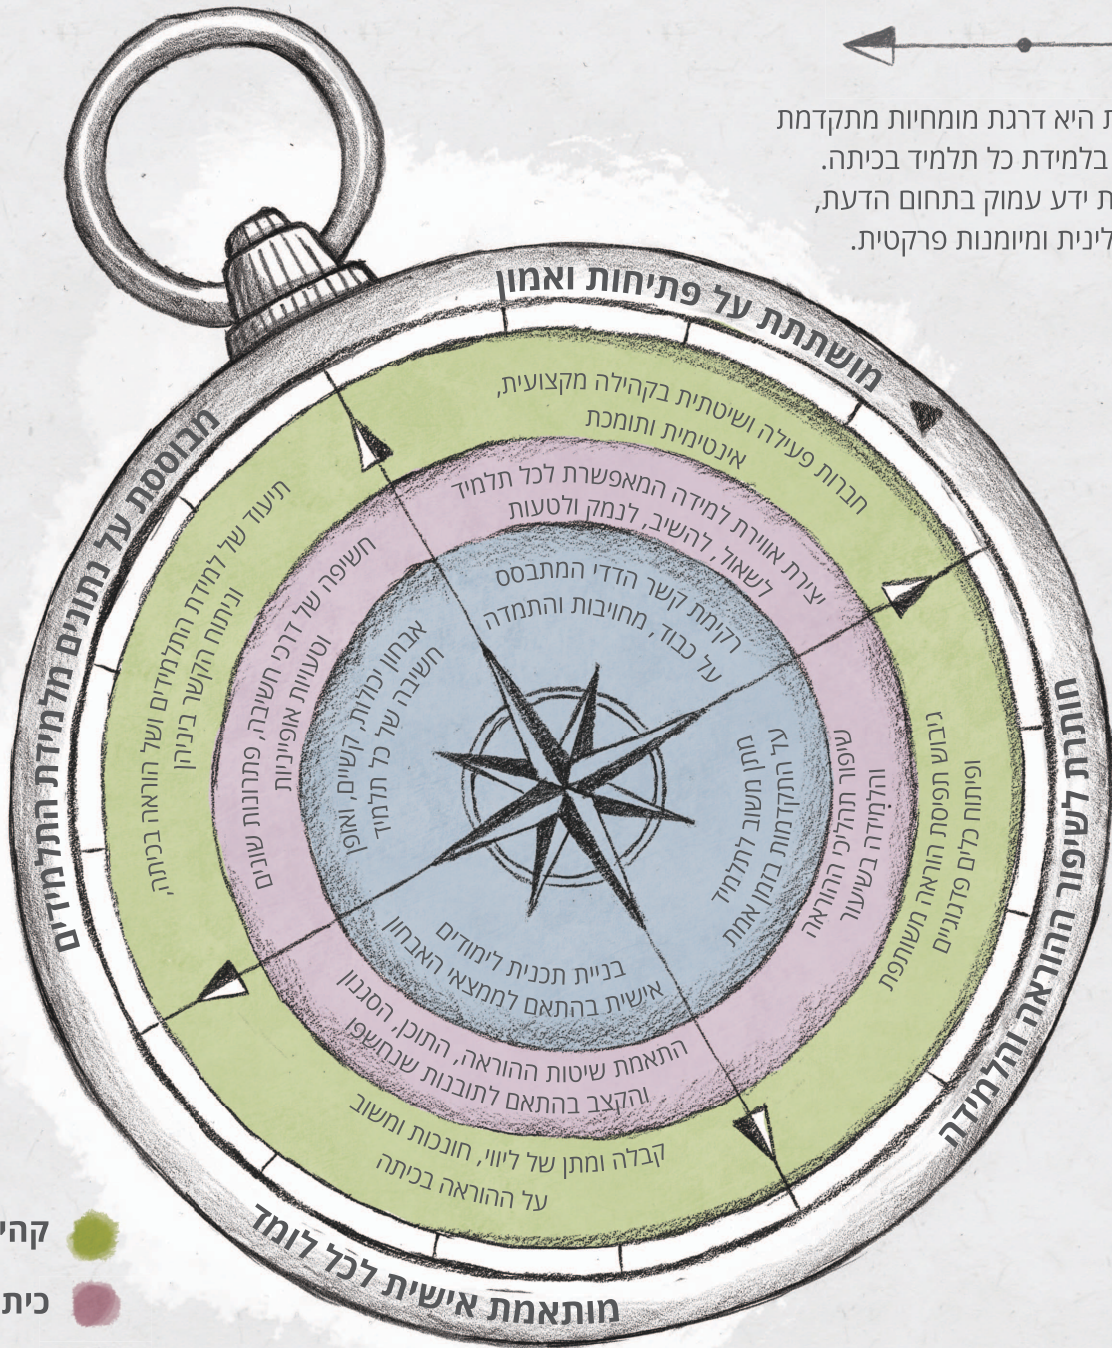 ת היא דרגת מומחיות מתקדמת
בלמידת כל תלמיד בכיתה.
ת ידע עמוק בתחום הדעת,
לינית ומיומנות פרקטית.
מושתתת על פתיחות ואמון
חברות פעילה ושיטתית בקהילה מקצועית,
אינטימית ותומכת
יצירת אווירת למידה המאפשרת לכל תלמיד
לשאול, להשיב, לנמק ולטעות
רקימת קשר הדדי המתבסס
על כבוד, מחויבות והתמדה
חותרת לשיפור ההוראה והלמידה
גיבוש תפיסת הוראה משותפת
ופיתוח כלים פדגוגיים
שיפור תהליכי ההוראה
והלמידה בשיעור
מתן משוב לתלמיד
על התקדמות בזמן אמת
מבוססת על נתונים מלמידת התלמידים
תיעוד של למידת התלמידים ושל הוראה בכיתה,
וניתוח הקשר ביניהן
חשיפה של דרכי חשיבה, פתרונות שונים
וטעויות אופייניות
אבחון יכולות, קשיים, ואופן
חשיבה של כל תלמיד
בניית תכנית לימודים
אישית בהתאם לממצאי האבחון
התאמת שיטות ההוראה, התוכן, הסגנון
והקצב בהתאם לתובנות שנחשפו
קבלה ומתן של ליווי, חונכות ומשוב
על ההוראה בכיתה
מותאמת אישית לכל לומד
קהי
כית